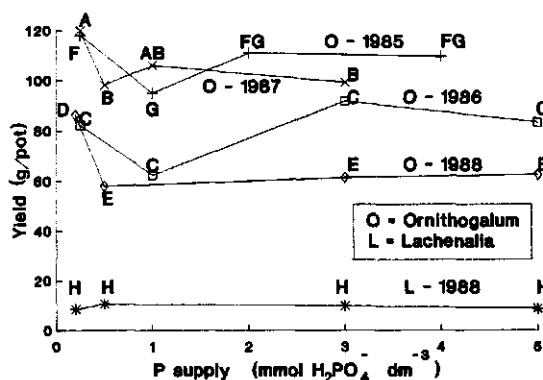 Yield (g/pot)
120
100
80
60
40
20
0
A
F
AB
FG
O - 1985
FG
B
G
O - 1987
B
D
C
C
O - 1986
C
C
E
E
O - 1988
E
O = Ornithogalum
L = Lachenalia
H
H
H
L - 1988
H
0
1
2
3
4
5
P supply (mmol H₂PO₄⁻ dm⁻³)